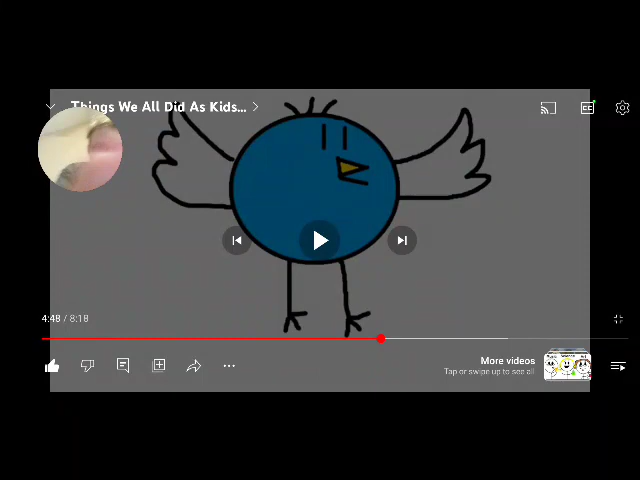 Things We All Did As Kids...
CC
4:48 / 8:18
More videos
Tap or swipe up to see all